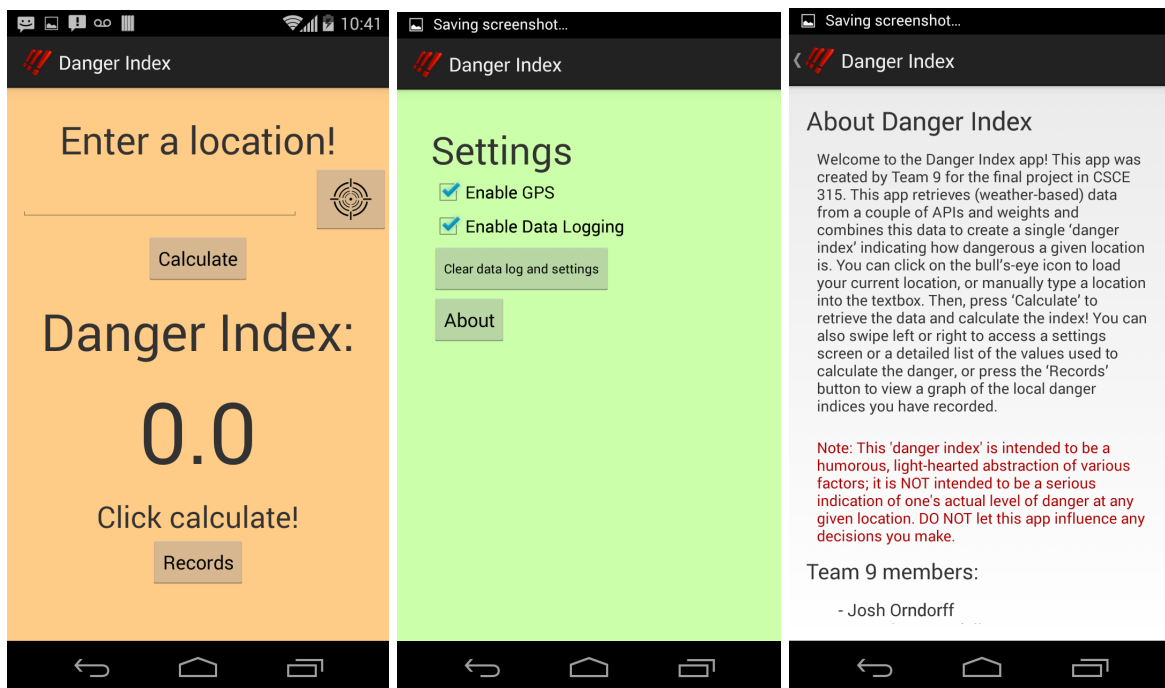 10:41
Danger Index
Enter a location!
Calculate
Danger Index:
0.0
Click calculate!
Records
Saving screenshot...
Danger Index
Settings
Enable GPS
Enable Data Logging
Clear data log and settings
About
Saving screenshot...
Danger Index
About Danger Index
Welcome to the Danger Index app! This app was
created by Team 9 for the final project in CSCE
315. This app retrieves (weather-based) data
from a couple of APIs and weights and
combines this data to create a single ‘danger
index’ indicating how dangerous a given location
is. You can click on the bull’s-eye icon to load
your current location, or manually type a location
into the textbox. Then, press ‘Calculate’ to
retrieve the data and calculate the index! You can
also swipe left or right to access a settings
screen or a detailed list of the values used to
calculate the danger, or press the ‘Records’
button to view a graph of the local danger
indices you have recorded.
Note: This 'danger index' is intended to be a
humorous, light-hearted abstraction of various
factors; it is NOT intended to be a serious
indication of one's actual level of danger at any
given location. DO NOT let this app influence any
decisions you make.
Team 9 members:
- Josh Orndorff